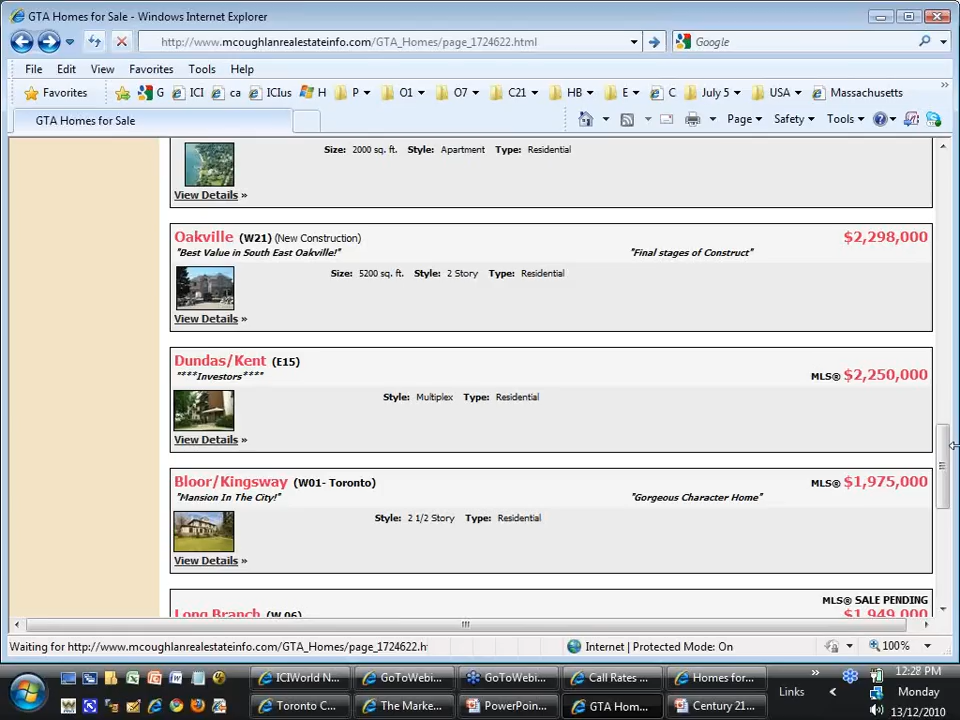 GTA Homes for Sale - Windows Internet Explorer
http://www.mcoughlanrealestateinfo.com/GTA_Homes/page_1724622.html
Google
File Edit View Favorites Tools Help
Favorites G ICI ca ICIus H P O1 O7 C21 HB E C July 5 USA Massachusetts »
GTA Homes for Sale
Page Safety Tools
Size: 2000 sq. ft. Style: Apartment Type: Residential
View Details »
Oakville (W21) (New Construction) $2,298,000
"Best Value in South East Oakville!" "Final stages of Construct"
Size: 5200 sq. ft. Style: 2 Story Type: Residential
View Details »
Dundas/Kent (E15)
****Investors**** MLS® $2,250,000
Style: Multiplex Type: Residential
View Details »
Bloor/Kingsway (W01- Toronto) MLS® $1,975,000
"Mansion In The City!" "Gorgeous Character Home"
Style: 2 1/2 Story Type: Residential
View Details »
MLS® SALE PENDING
Long Branch (W 06) $1,949,000
Waiting for http://www.mcoughlanrealestateinfo.com/GTA_Homes/page_1724622.h
Internet | Protected Mode: On 100%
ICIWorld N... GoToWebi... GoToWebi... Call Rates ... Homes for... » 12:28 PM
Links Monday
Toronto C... The Marke... PowerPoin... GTA Hom... Century 21... 13/12/2010